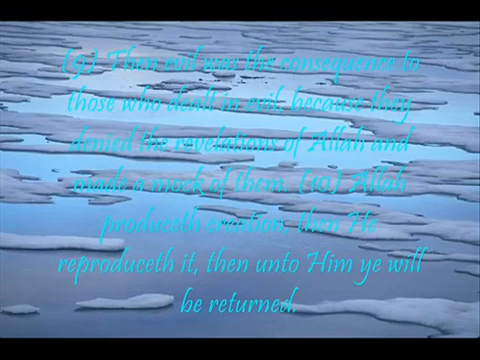 (9) Then evil was the consequence to
those who dealt in evil, because they
denied the revelations of Allah and
made a mock of them. (10) Allah
produceth creation, then He
reproduceth it, then unto Him ye will
be returned.